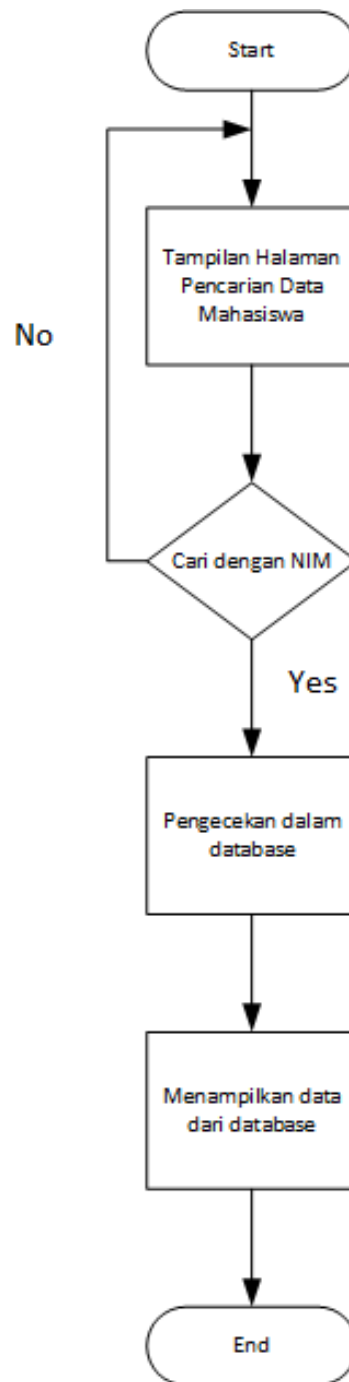 Start
Tampilan Halaman
Pencarian Data
Mahasiswa
No
Cari dengan NIM
Yes
Pengecekan dalam
database
Menampilkan data
dari database
End